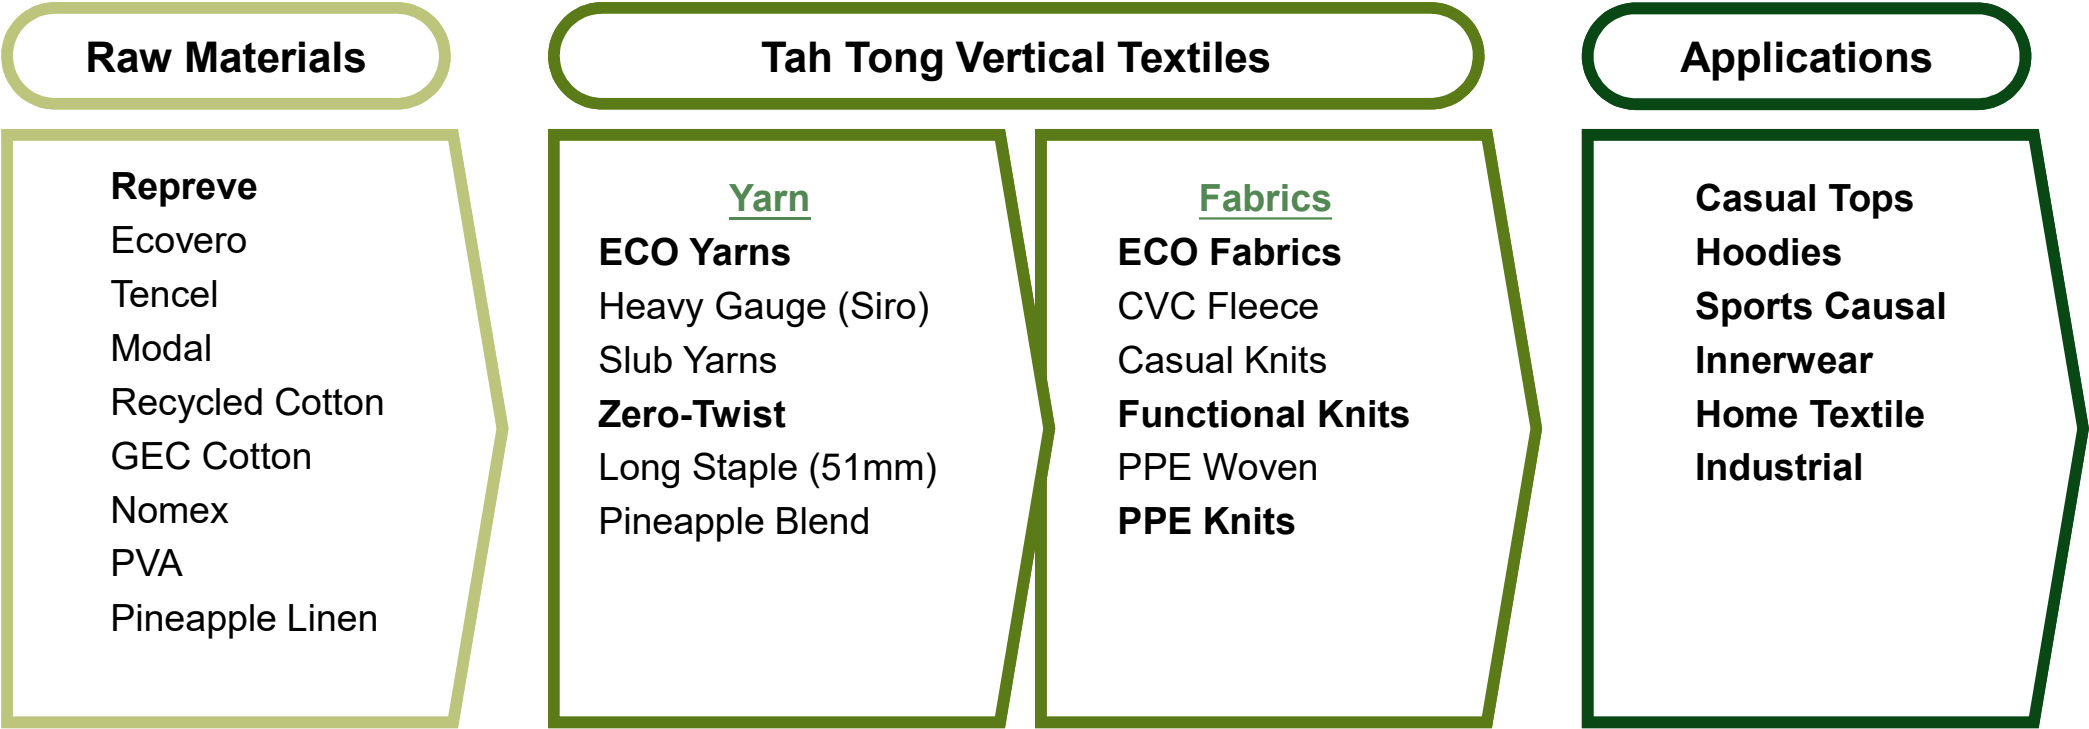 Raw Materials
Repreve
Ecovero
Tencel
Modal
Recycled Cotton
GEC Cotton
Nomex
PVA
Pineapple Linen
Tah Tong Vertical Textiles
Yarn
ECO Yarns
Heavy Gauge (Siro)
Slub Yarns
Zero-Twist
Long Staple (51mm)
Pineapple Blend
Fabrics
ECO Fabrics
CVC Fleece
Casual Knits
Functional Knits
PPE Woven
PPE Knits
Applications
Casual Tops
Hoodies
Sports Causal
Innerwear
Home Textile
Industrial